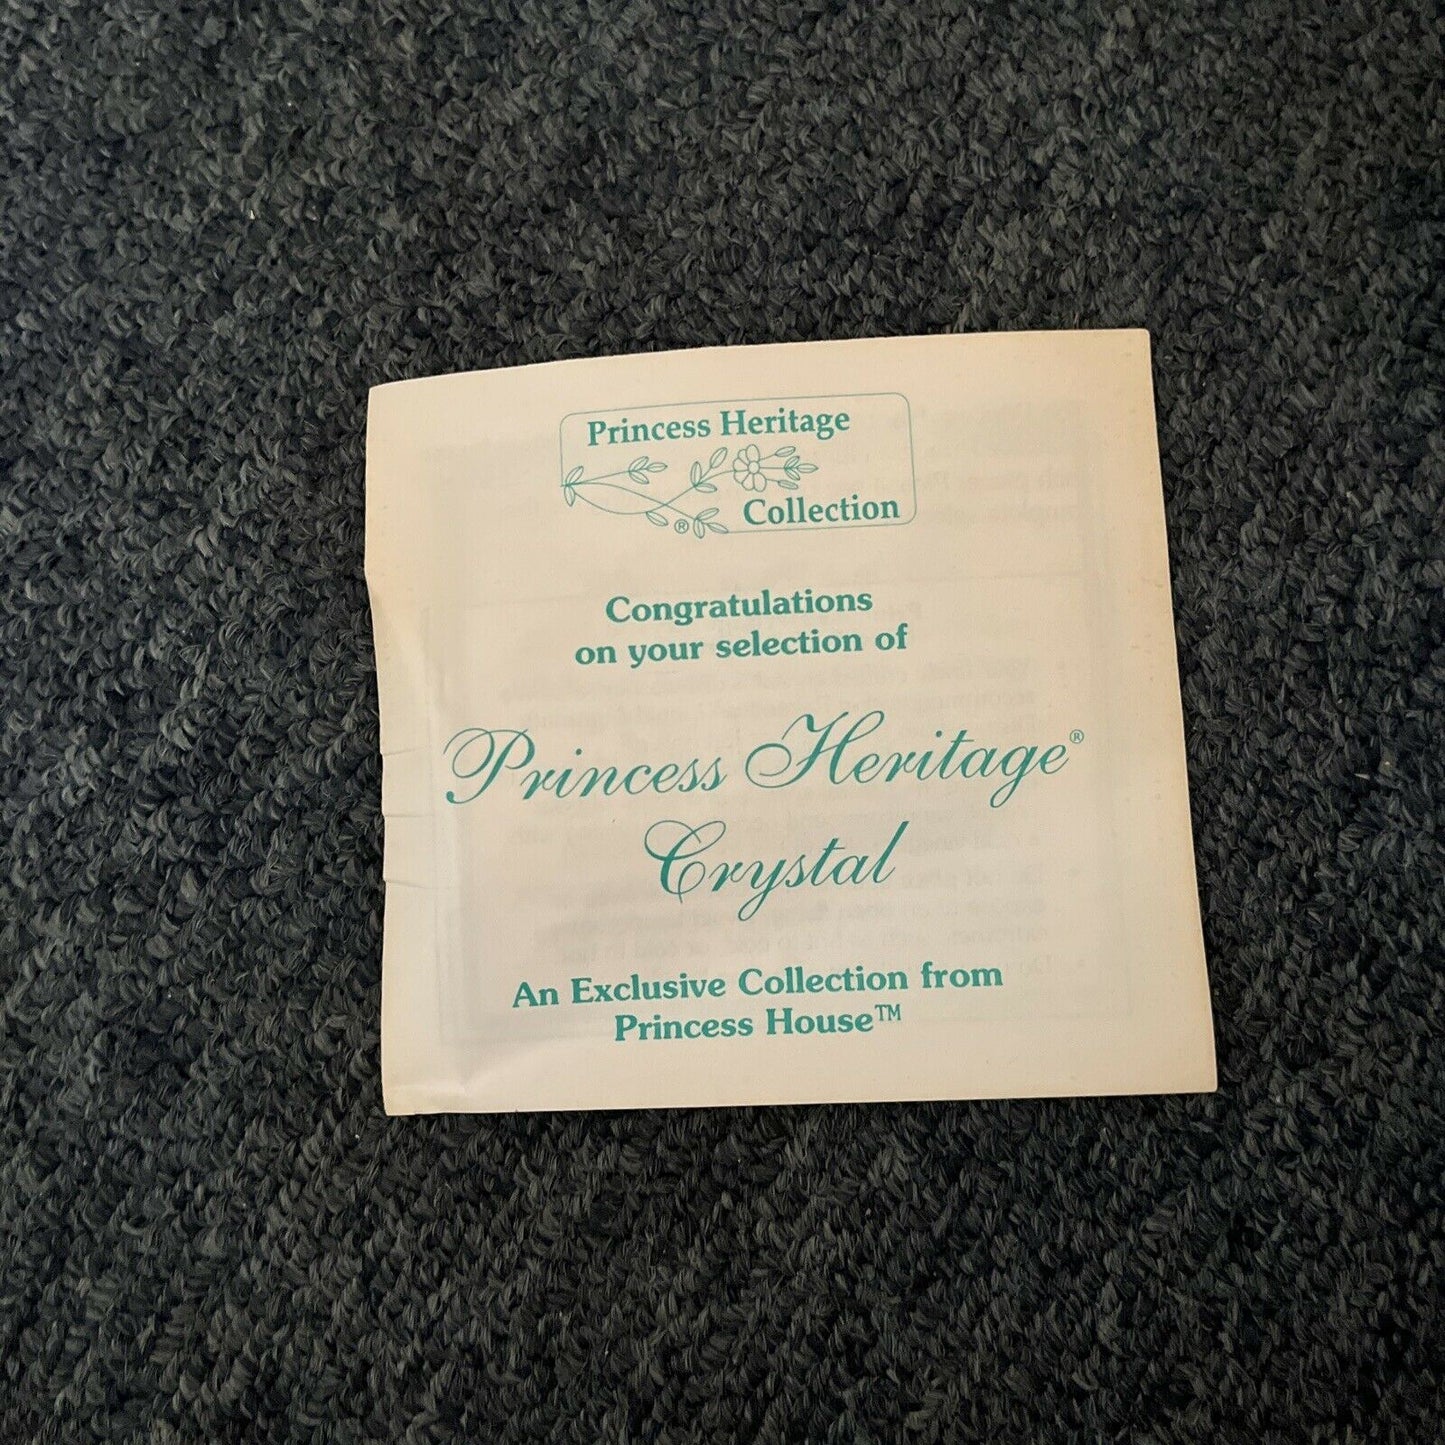 Princess Heritage
® Collection
Congratulations
on your selection of
Princess Heritage®
Crystal
An Exclusive Collection from
Princess House™